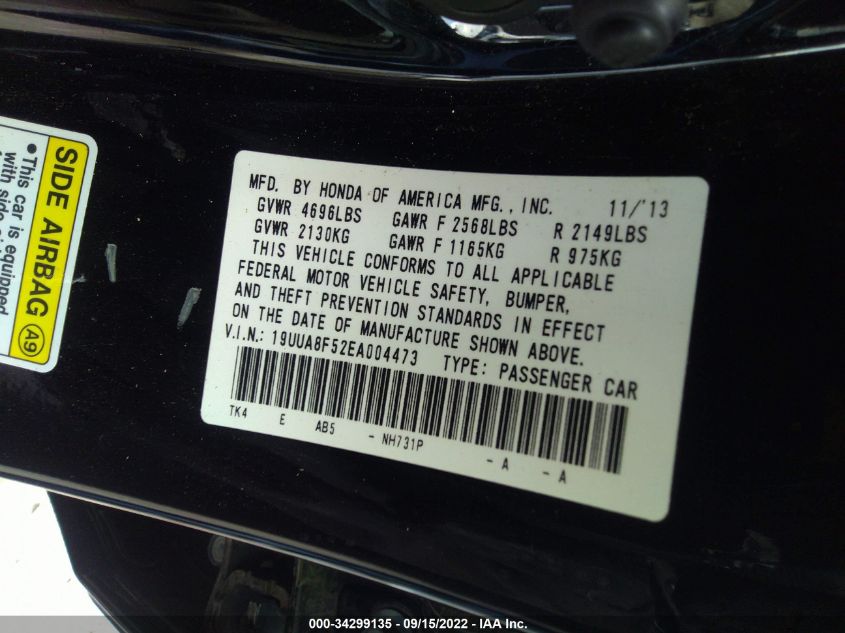 SIDE AIRBAG A9
This car is equipped
with side
MFD. BY HONDA OF AMERICA MFG., INC. 11/'13
GVWR 4696LBS GAWR F 2568LBS R 2149LBS
GVWR 2130KG GAWR F 1165KG R 975KG
THIS VEHICLE CONFORMS TO ALL APPLICABLE
FEDERAL MOTOR VEHICLE SAFETY, BUMPER,
AND THEFT PREVENTION STANDARDS IN EFFECT
ON THE DATE OF MANUFACTURE SHOWN ABOVE.
V.I.N.: 19UUA8F52EA004473 TYPE: PASSENGER CAR
TK4 E AB5 - NH731P - A - A
000-34299135 - 09/15/2022 - IAA Inc.